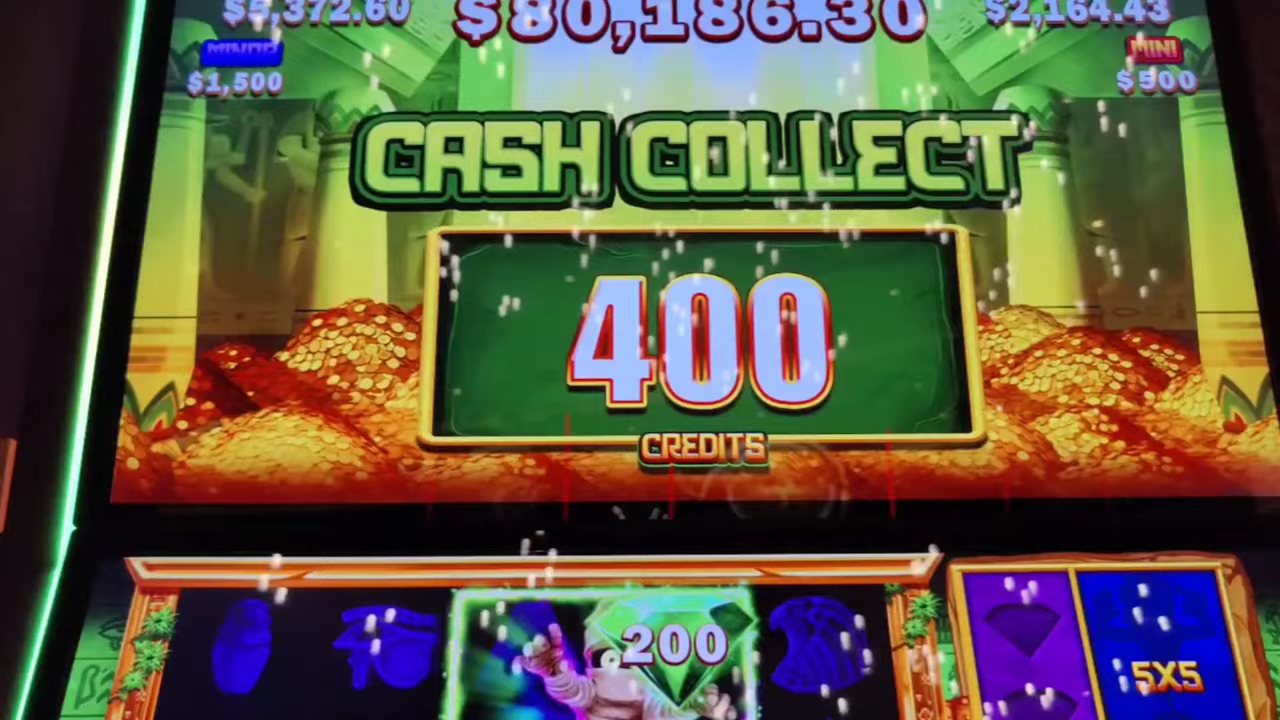 $5,372.60 $80,186.30 $2,164.43
MINI
$1,500 $500
CASH COLLECT
400
CREDITS
200
5X5